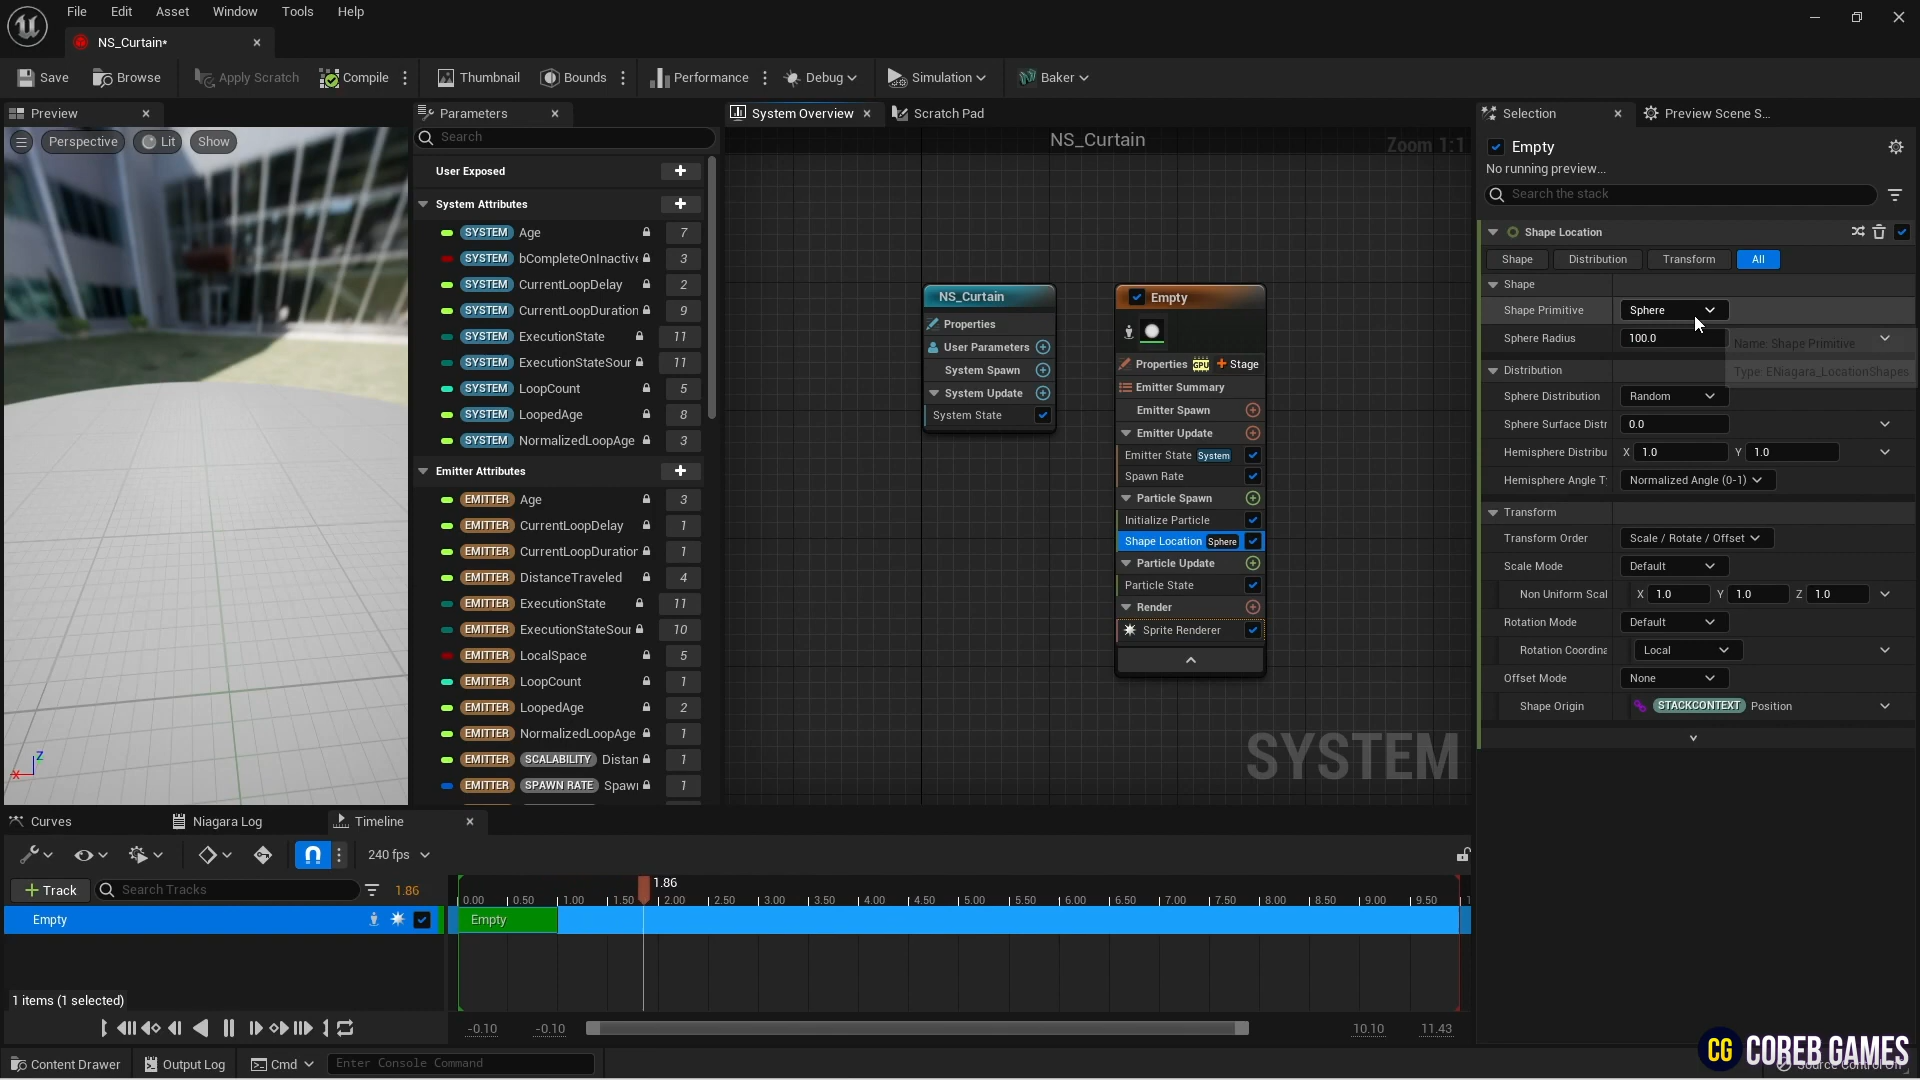 File Edit Asset Window Tools Help
NS_Curtain*
Save Browse Apply Scratch Compile Thumbnail Bounds Performance Debug Simulation Baker
Preview
Perspective Lit Show
Z
X
Parameters
Search
User Exposed
System Attributes
SYSTEM Age 7
SYSTEM bCompleteOnInactive 3
SYSTEM CurrentLoopDelay 2
SYSTEM CurrentLoopDuration 9
SYSTEM ExecutionState 11
SYSTEM ExecutionStateSour 11
SYSTEM LoopCount 5
SYSTEM LoopedAge 8
SYSTEM NormalizedLoopAge 3
Emitter Attributes
EMITTER Age 3
EMITTER CurrentLoopDelay 1
EMITTER CurrentLoopDuration 1
EMITTER DistanceTraveled 4
EMITTER ExecutionState 11
EMITTER ExecutionStateSour 10
EMITTER LocalSpace 5
EMITTER LoopCount 1
EMITTER LoopedAge 2
EMITTER NormalizedLoopAge 1
EMITTER SCALABILITY Distan 1
EMITTER SPAWN RATE Spawn 1
System Overview Scratch Pad
NS_Curtain Zoom 1:1
NS_Curtain
Properties
User Parameters
System Spawn
System Update
System State
Empty
Properties GPU + Stage
Emitter Summary
Emitter Spawn
Emitter Update
Emitter State System
Spawn Rate
Particle Spawn
Initialize Particle
Shape Location Sphere
Particle Update
Particle State
Render
Sprite Renderer
SYSTEM
Selection Preview Scene S...
Empty
No running preview...
Search the stack
Shape Location
Shape Distribution Transform All
Shape
Shape Primitive Sphere
Sphere Radius 100.0
Name: Shape Primitive
Type: ENiagara_LocationShapes
Distribution
Sphere Distribution Random
Sphere Surface Distr 0.0
Hemisphere Distribu X 1.0 Y 1.0
Hemisphere Angle T Normalized Angle (0-1)
Transform
Transform Order Scale / Rotate / Offset
Scale Mode Default
Non Uniform Scal X 1.0 Y 1.0 Z 1.0
Rotation Mode Default
Rotation Coordina Local
Offset Mode None
Shape Origin STACKCONTEXT Position
Curves Niagara Log Timeline
240 fps
+ Track Search Tracks 1.86
1.86
0.00 0.50 1.00 1.50 2.00 2.50 3.00 3.50 4.00 4.50 5.00 5.50 6.00 6.50 7.00 7.50 8.00 8.50 9.00 9.50 1
Empty Empty
1 items (1 selected)
-0.10 -0.10 10.10 11.43
Content Drawer Output Log Cmd Enter Console Command
Source Control Off
CG COREB GAMES